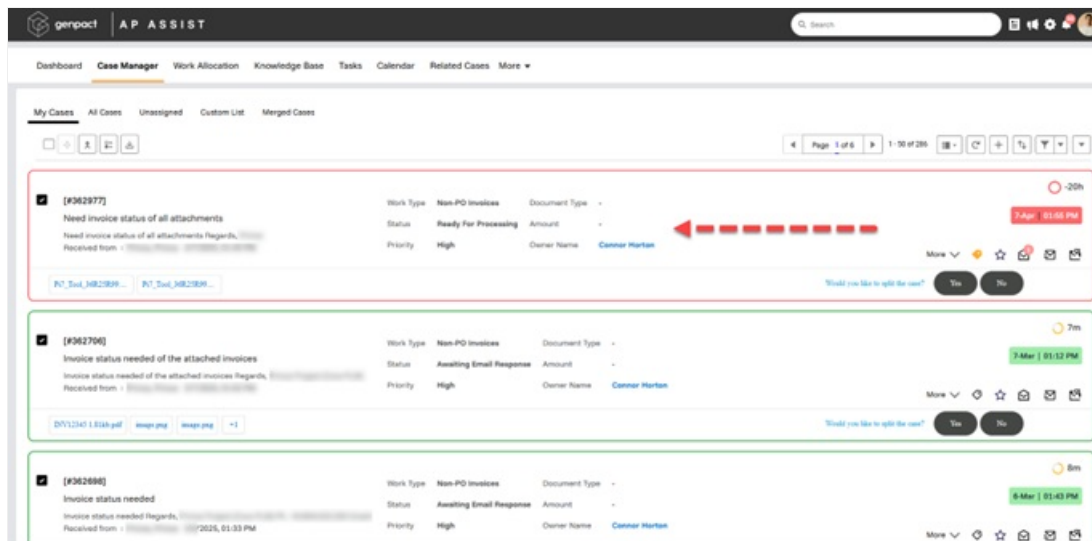 genpact AP ASSIST Search
Dashboard Case Manager Work Allocation Knowledge Base Tasks Calendar Related Cases More
My Cases All Cases Unassigned Custom List Merged Cases
Page 1 of 6 1 - 50 of 286
-20h
[#362977] Work Type Non-PO Invoices Document Type -
7-Apr | 01:55 PM
Need invoice status of all attachments Status Ready For Processing Amount -
Need invoice status of all attachments Regards,
Received from : Priority High Owner Name Connor Horton
More
Would you like to split the case? Yes No
7m
[#362706] Work Type Non-PO Invoices Document Type -
7-Mar | 01:12 PM
Invoice status needed of the attached invoices Status Awaiting Email Response Amount -
Invoice status needed of the attached invoices Regards,
Received from : Priority High Owner Name Connor Horton
More
INV12345 1.81kb.pdf image.png image.png +1 Would you like to split the case? Yes No
8m
[#362698] Work Type Non-PO Invoices Document Type -
6-Mar | 01:43 PM
Invoice status needed Status Awaiting Email Response Amount -
Invoice status needed Regards,
Received from : 2025, 01:33 PM Priority High Owner Name Connor Horton
More